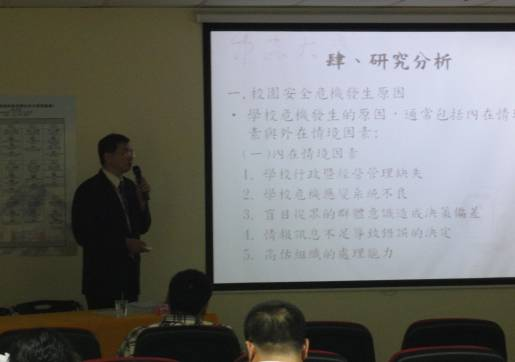 肆、研究分析
一. 校園安全危機發生原因
• 學校危機發生的原因，通常包括內在情境
素與外在情境因素：
(一)內在情境因素
1. 學校行政暨經營管理缺失
2. 學校危機應變系統不良
3. 盲目從眾的群體意識造成決策偏差
4. 情報訊息不足導致錯誤的決定
5. 高估組織的處理能力